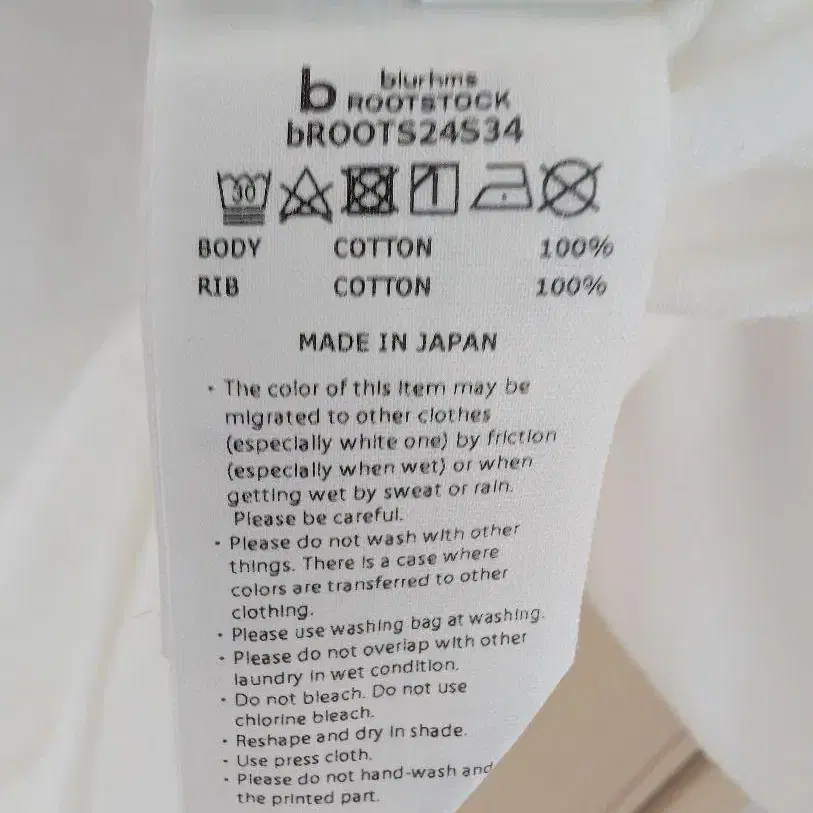 b blurhms
ROOTSTOCK
bROOTS24S34
30
BODY COTTON 100%
RIB COTTON 100%
MADE IN JAPAN
・The color of this item may be
migrated to other clothes
(especially white one) by friction
(especially when wet) or when
getting wet by sweat or rain.
Please be careful.
・Please do not wash with other
things. There is a case where
colors are transferred to other
clothing.
・Please use washing bag at washing.
・Please do not overlap with other
laundry in wet condition.
・Do not bleach. Do not use
chlorine bleach.
・Reshape and dry in shade.
・Use press cloth.
・Please do not hand-wash and
the printed part.